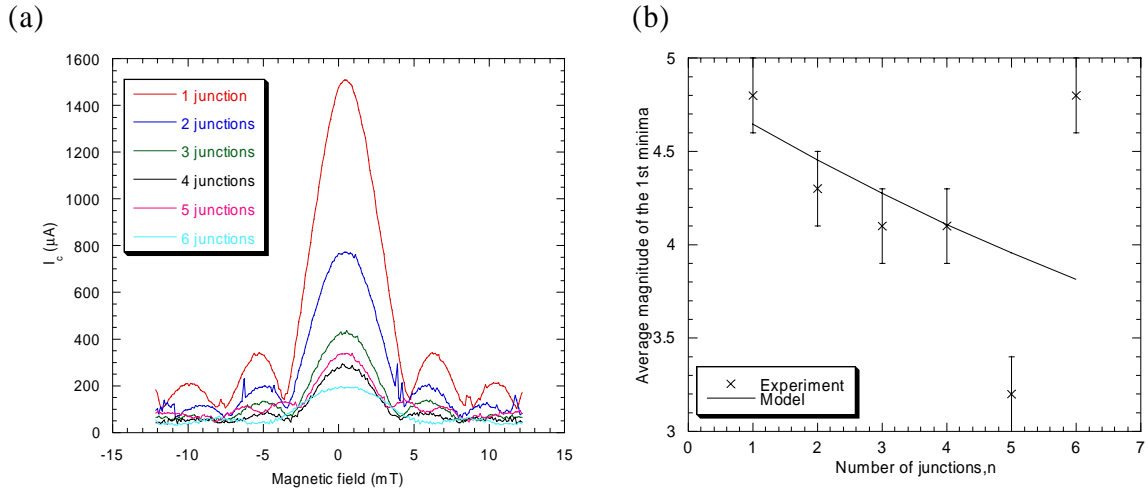 (a)
(b)
1600
1400
1200
1000
800
600
400
200
0
I_c (μA)
1 junction
2 junctions
3 junctions
4 junctions
5 junctions
6 junctions
-15 -10 -5 0 5 10 15
Magnetic field (mT)
5
4.5
4
3.5
3
Average magnitude of the 1st minima
Experiment
Model
0 1 2 3 4 5 6 7
Number of junctions,n